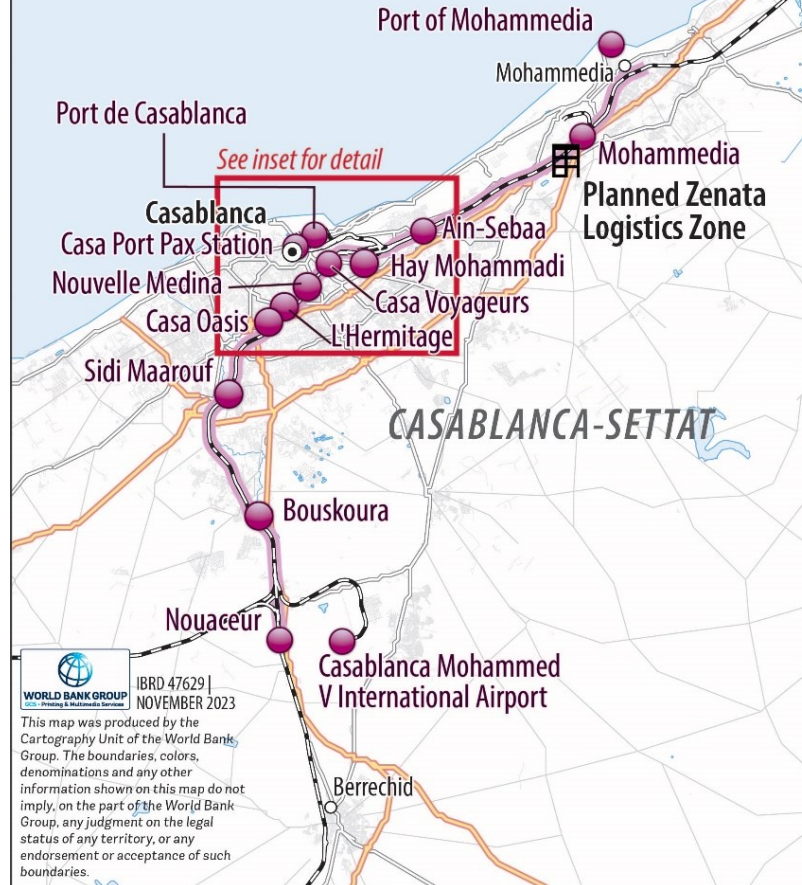 Port of Mohammedia
Mohammedia
Port de Casablanca
Mohammedia
See inset for detail
Planned Zenata
Logistics Zone
Casablanca
Ain-Sebaa
Casa Port Pax Station
Hay Mohammadi
Nouvelle Medina
Casa Voyageurs
Casa Oasis
L'Hermitage
Sidi Maarouf
CASABLANCA-SETTAT
Bouskoura
Nouaceur
Casablanca Mohammed
V International Airport
WORLD BANK GROUP
GCS - Printing & Multimedia Services
IBRD 47629 |
NOVEMBER 2023
This map was produced by the
Cartography Unit of the World Bank
Group. The boundaries, colors,
denominations and any other
information shown on this map do not
imply, on the part of the World Bank
Group, any judgment on the legal
status of any territory, or any
endorsement or acceptance of such
boundaries.
Berrechid